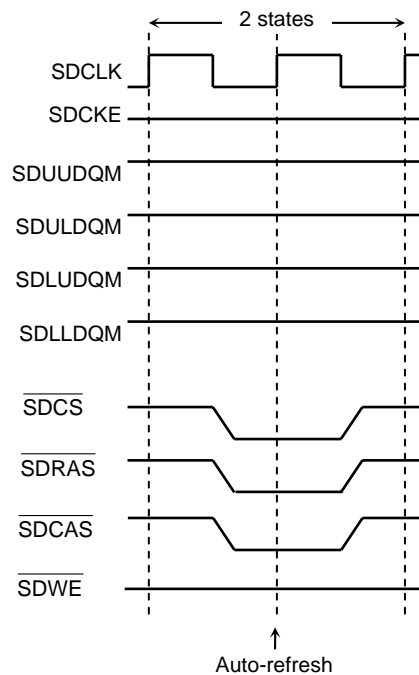 2 states
SDCLK
SDCKE
SDUUDQM
SDULDQM
SDLUDQM
SDLLDQM
SDCS
SDRAS
SDCAS
SDWE
Auto-refresh